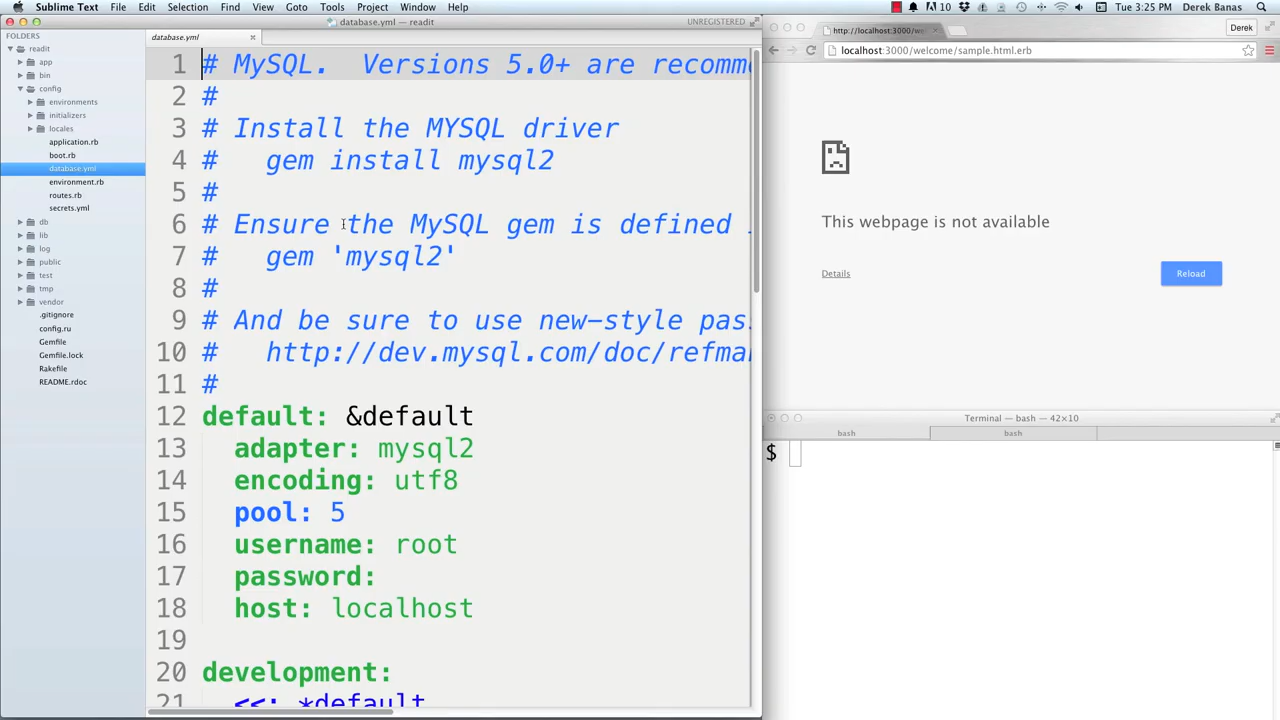 Sublime Text File Edit Selection Find View Goto Tools Project Window Help
10 Tue 3:25 PM Derek Banas
database.yml — readit
UNREGISTERED
FOLDERS
readit
app
bin
config
environments
initializers
locales
application.rb
boot.rb
database.yml
environment.rb
routes.rb
secrets.yml
db
lib
log
public
test
tmp
vendor
.gitignore
config.ru
Gemfile
Gemfile.lock
Rakefile
README.rdoc
database.yml
1 # MySQL. Versions 5.0+ are recomm
2 #
3 # Install the MYSQL driver
4 # gem install mysql2
5 #
6 # Ensure the MySQL gem is defined
7 # gem 'mysql2'
8 #
9 # And be sure to use new-style pas
10 # http://dev.mysql.com/doc/refma
11 #
12 default: &default
13 adapter: mysql2
14 encoding: utf8
15 pool: 5
16 username: root
17 password:
18 host: localhost
19
20 development:
21 <<: *default
http://localhost:3000/we
Derek
localhost:3000/welcome/sample.html.erb
This webpage is not available
Details
Reload
Terminal — bash — 42×10
bash bash
$